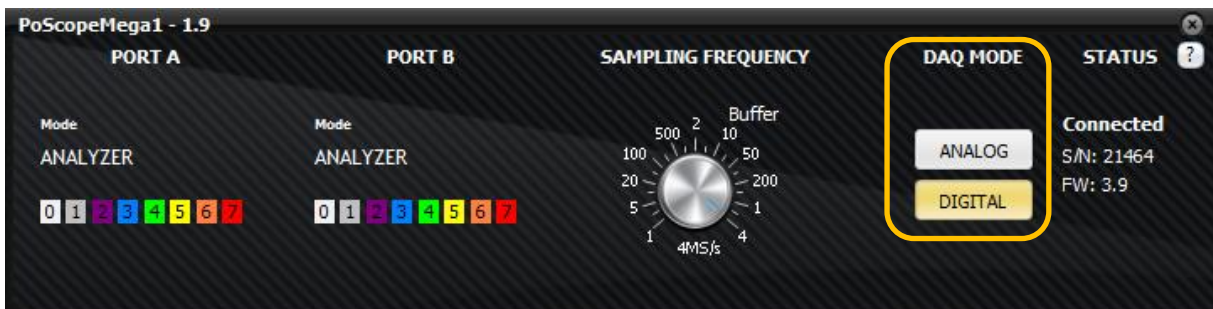 PoScopeMega1 - 1.9
PORT A
PORT B
SAMPLING FREQUENCY
DAQ MODE
STATUS
?
Mode
ANALYZER
0 1 2 3 4 5 6 7
Mode
ANALYZER
0 1 2 3 4 5 6 7
Buffer
500 2 10
100 50
20 200
5 1
1 4
4MS/s
ANALOG
DIGITAL
Connected
S/N: 21464
FW: 3.9